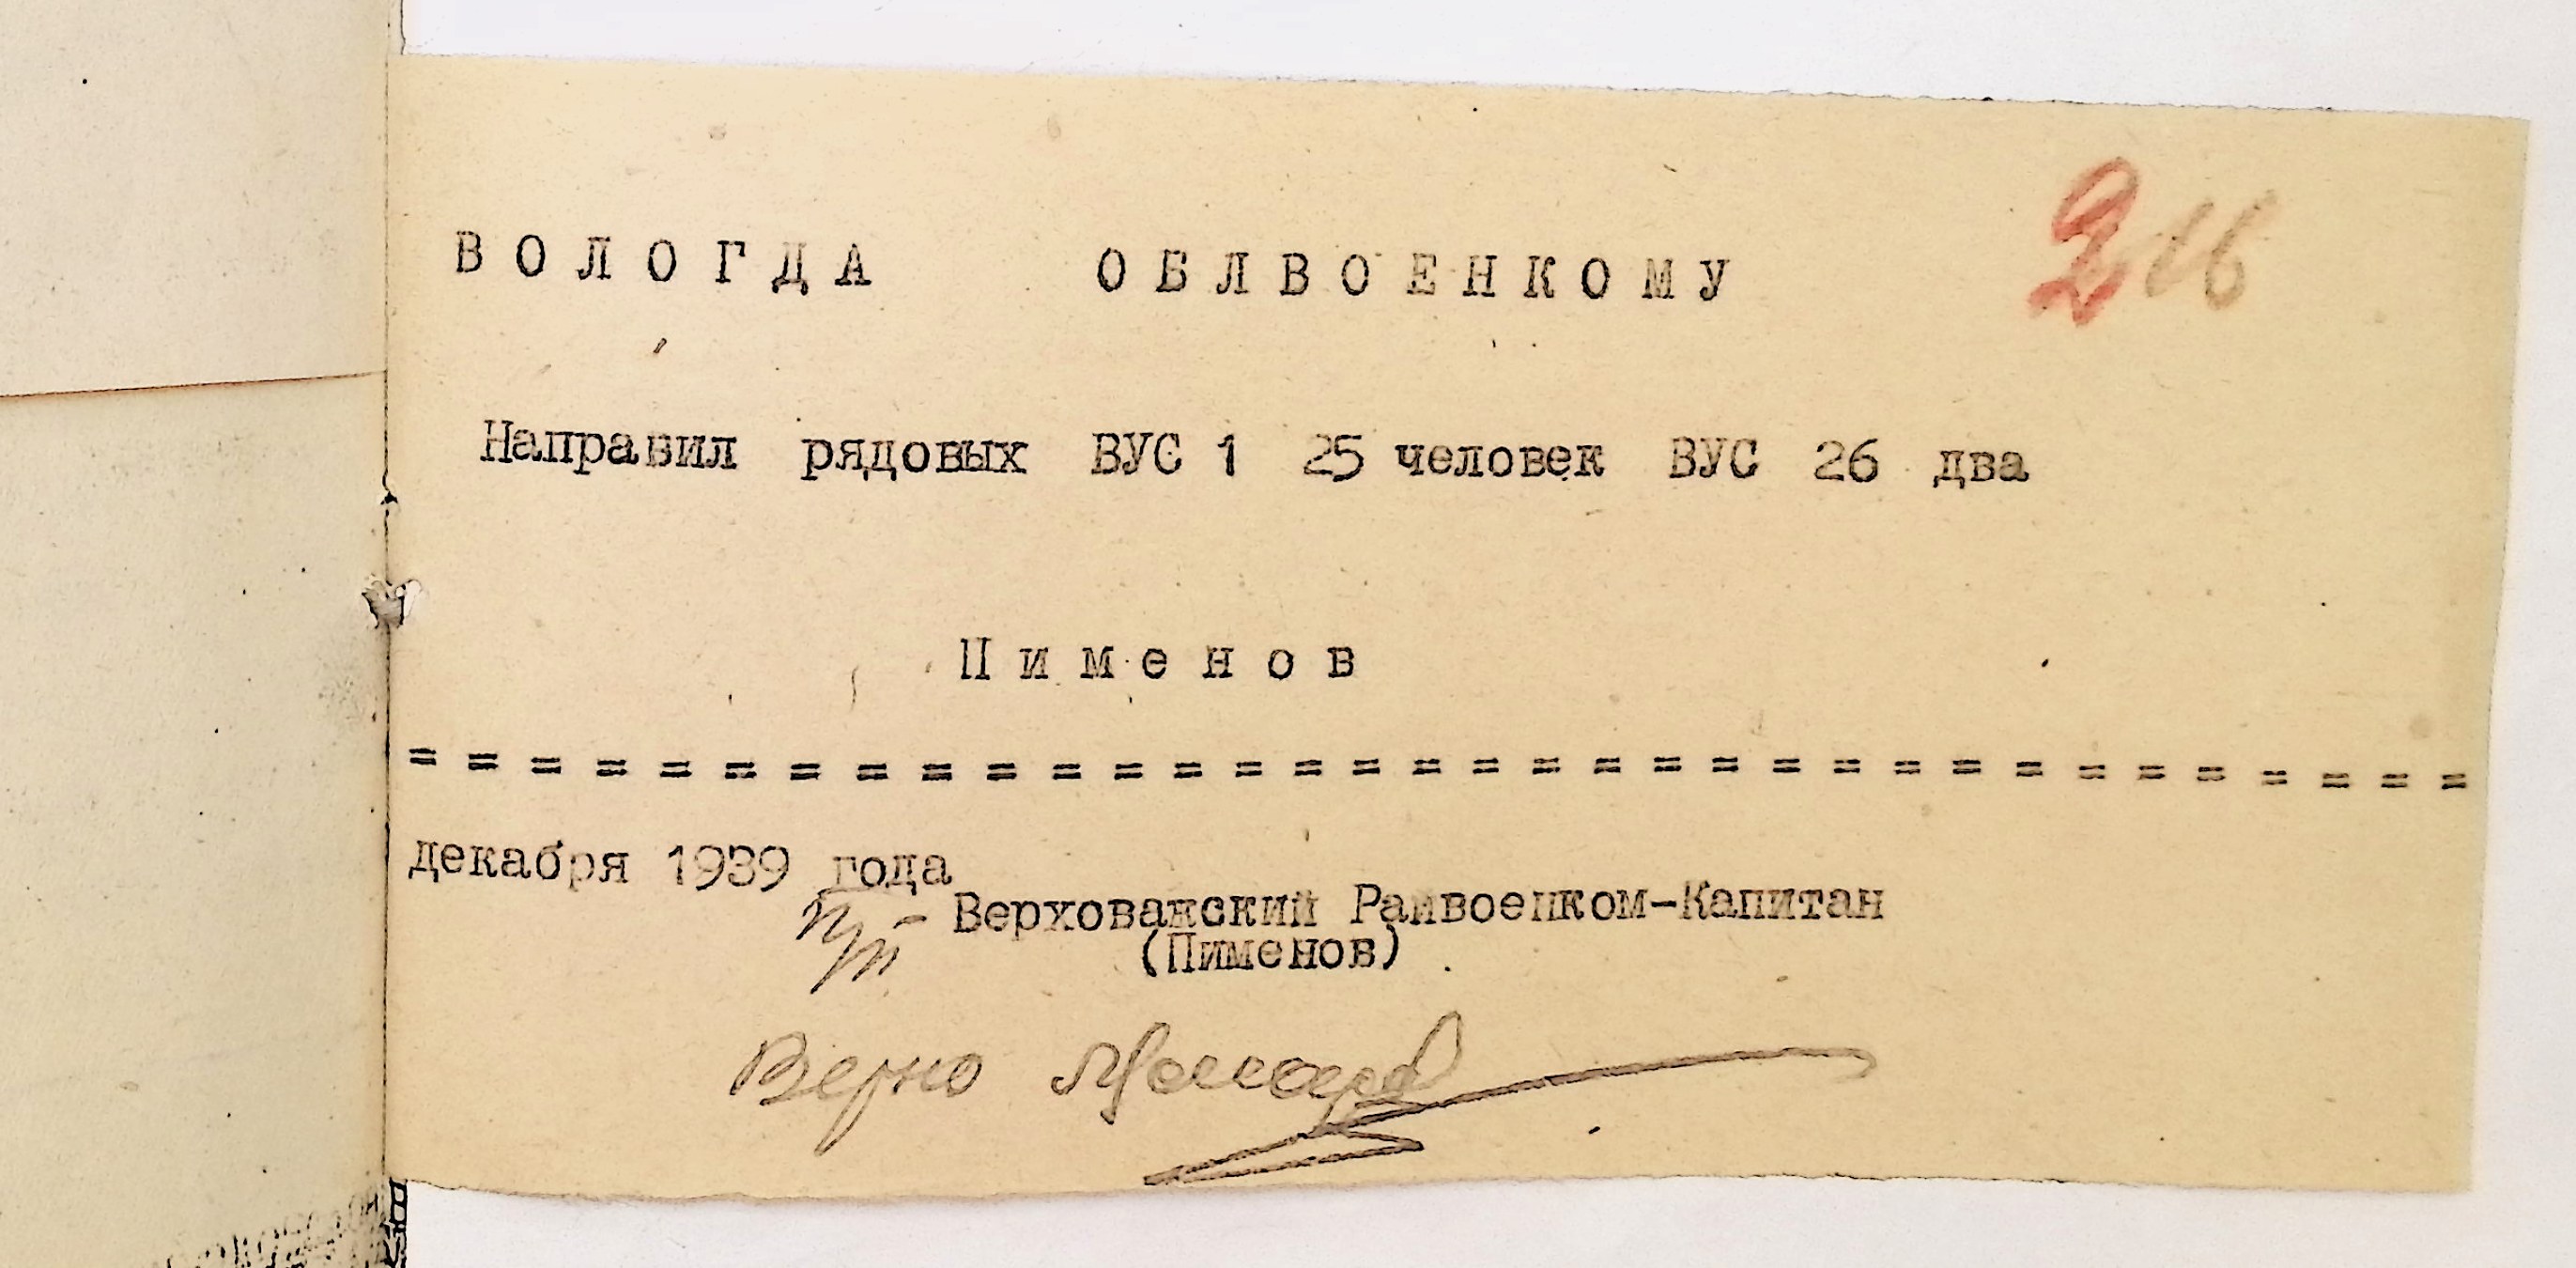 ВОЛОГДА ОБЛВОЕНКОМУ
Направил рядовых ВУС 1 25 человек ВУС 26 два
Пименов
= = = = = = = = = = = = = = = = = = = = = = = = = = = = = = = = = =
декабря 1939 года
п/п - Верховажский Райвоенком-Капитан
(Пименов)
Верно